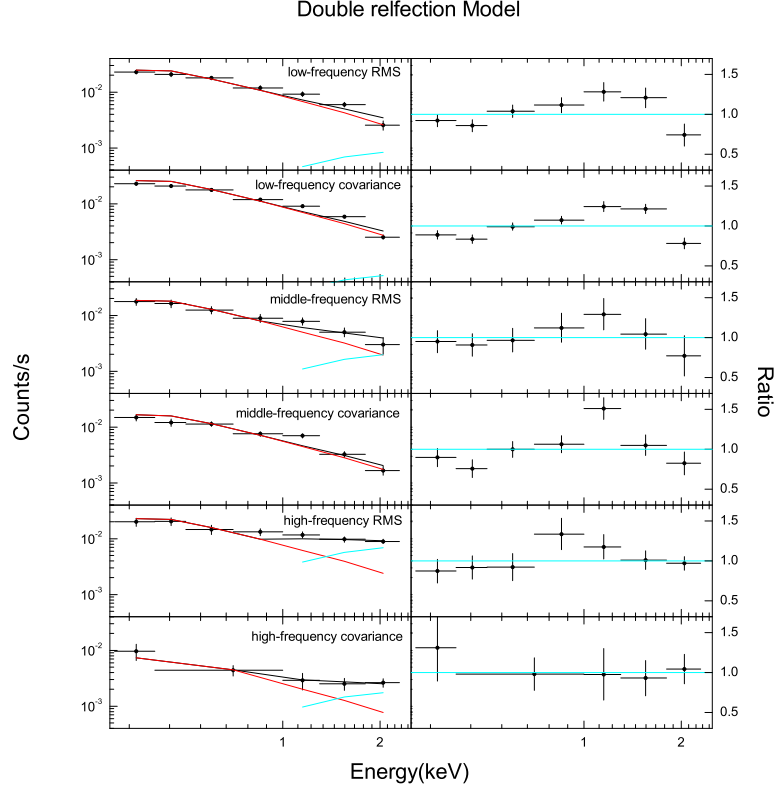 Double relfection Model
low-frequency RMS
10⁻²
10⁻³
1.5
1.0
0.5
low-frequency covariance
10⁻²
10⁻³
1.5
1.0
0.5
middle-frequency RMS
10⁻²
10⁻³
1.5
1.0
0.5
middle-frequency covariance
10⁻²
10⁻³
1.5
1.0
0.5
high-frequency RMS
10⁻²
10⁻³
1.5
1.0
0.5
high-frequency covariance
10⁻²
10⁻³
1.5
1.0
0.5
Counts/s
Ratio
1 2 1 2
Energy(keV)